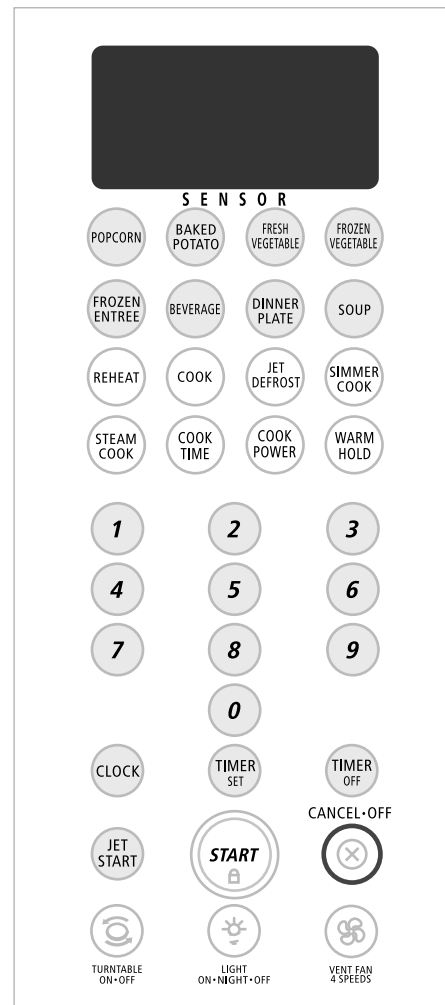 SENSOR
POPCORN
BAKED
POTATO
FRESH
VEGETABLE
FROZEN
VEGETABLE
FROZEN
ENTREE
BEVERAGE
DINNER
PLATE
SOUP
REHEAT
COOK
JET
DEFROST
SIMMER
COOK
STEAM
COOK
COOK
TIME
COOK
POWER
WARM
HOLD
1
2
3
4
5
6
7
8
9
0
CLOCK
TIMER
SET
TIMER
OFF
CANCEL•OFF
JET
START
START
TURNTABLE
ON•OFF
LIGHT
ON•NIGHT•OFF
VENT FAN
4 SPEEDS